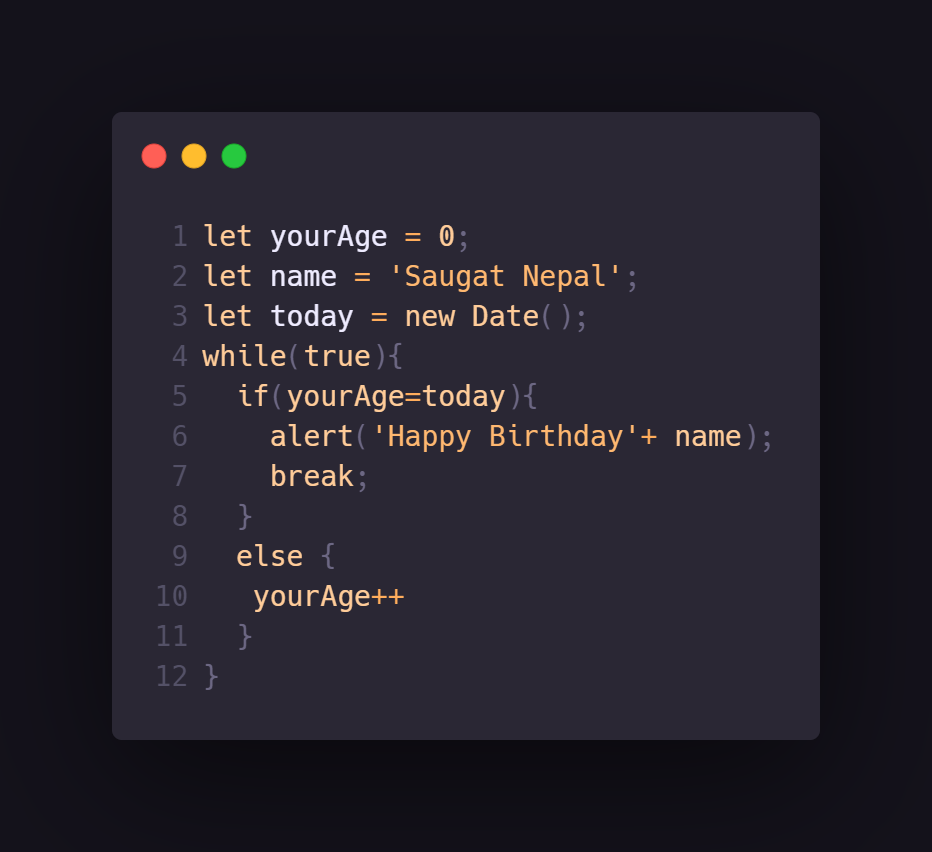 1 let yourAge = 0;
2 let name = 'Saugat Nepal';
3 let today = new Date();
4 while(true){
5   if(yourAge=today){
6     alert('Happy Birthday'+ name);
7     break;
8   }
9   else {
10    yourAge++
11   }
12 }